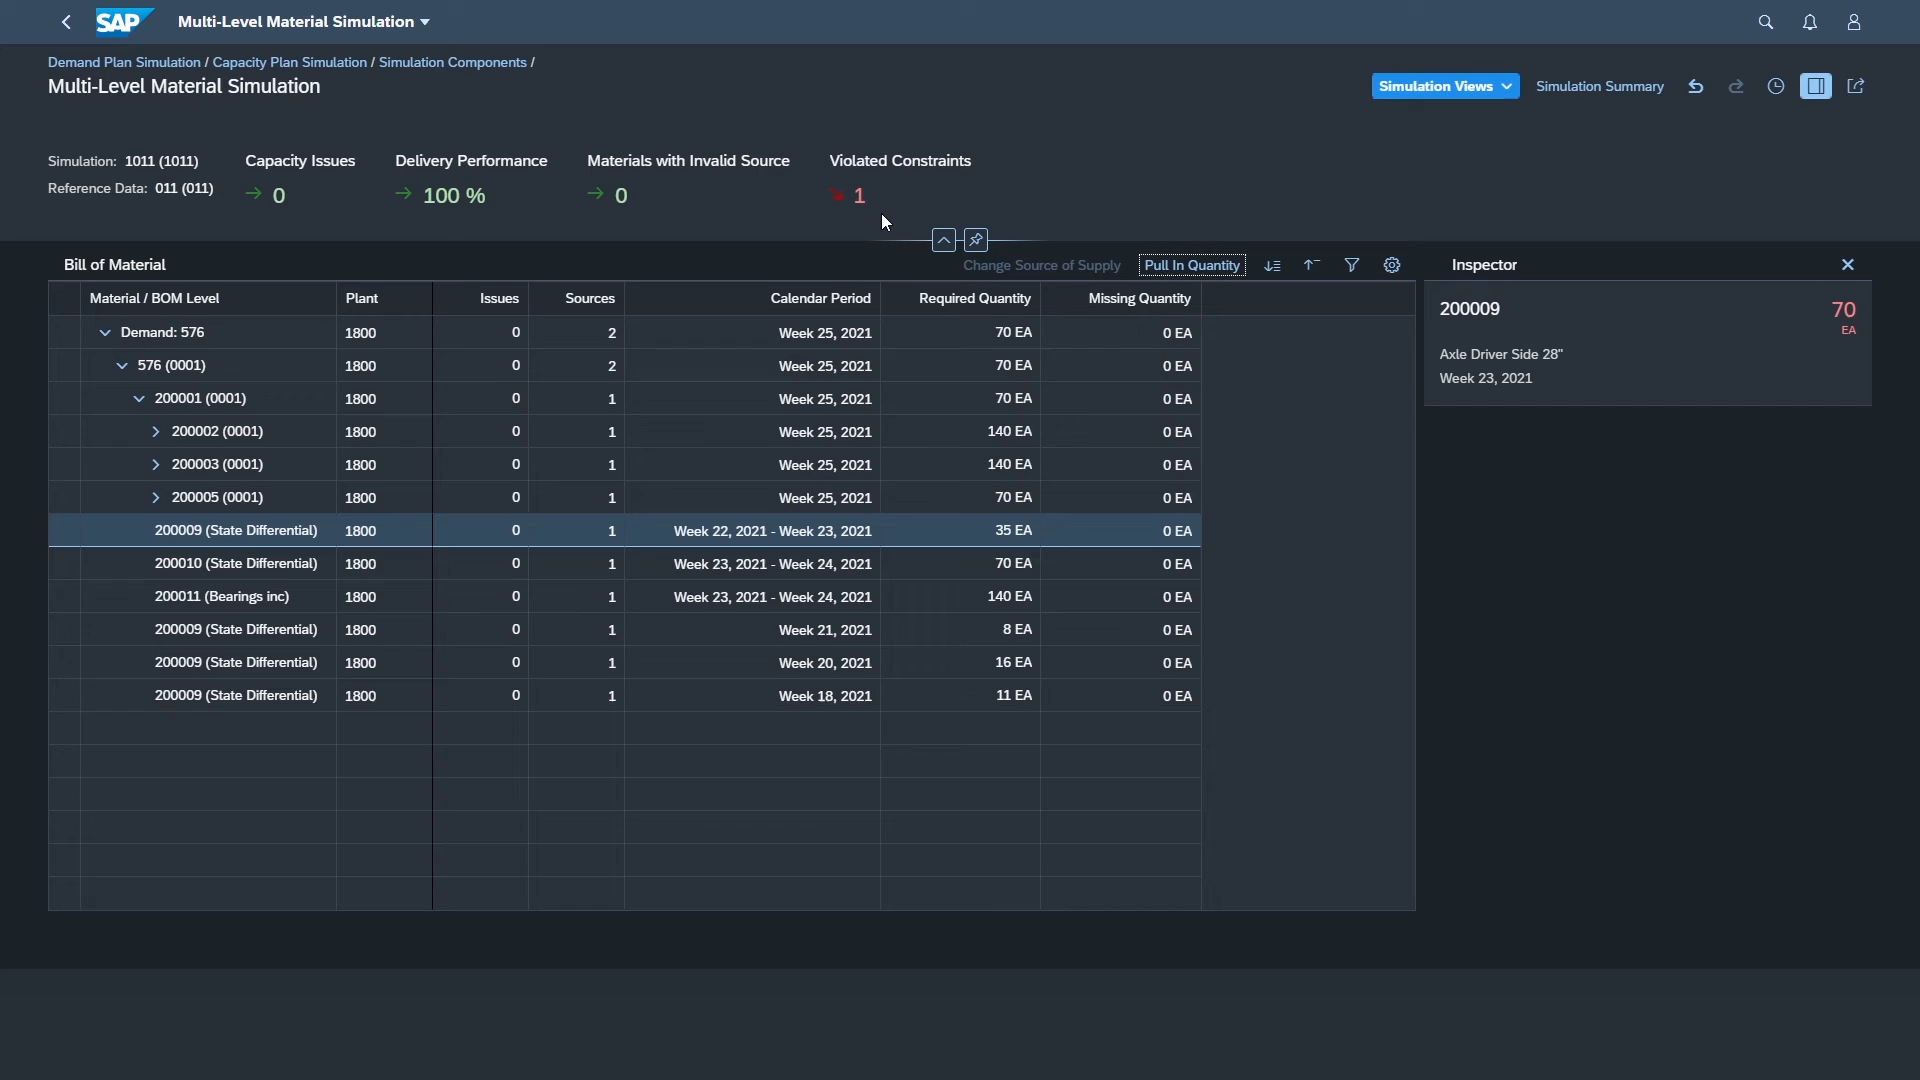 SAP Multi-Level Material Simulation
Demand Plan Simulation / Capacity Plan Simulation / Simulation Components /
Multi-Level Material Simulation
Simulation Views Simulation Summary
Simulation: 1011 (1011)
Reference Data: 011 (011)
Capacity Issues
0
Delivery Performance
100 %
Materials with Invalid Source
0
Violated Constraints
1
Bill of Material Change Source of Supply Pull In Quantity
Material / BOM Level Plant Issues Sources Calendar Period Required Quantity Missing Quantity
Demand: 576 1800 0 2 Week 25, 2021 70 EA 0 EA
576 (0001) 1800 0 2 Week 25, 2021 70 EA 0 EA
200001 (0001) 1800 0 1 Week 25, 2021 70 EA 0 EA
200002 (0001) 1800 0 1 Week 25, 2021 140 EA 0 EA
200003 (0001) 1800 0 1 Week 25, 2021 140 EA 0 EA
200005 (0001) 1800 0 1 Week 25, 2021 70 EA 0 EA
200009 (State Differential) 1800 0 1 Week 22, 2021 - Week 23, 2021 35 EA 0 EA
200010 (State Differential) 1800 0 1 Week 23, 2021 - Week 24, 2021 70 EA 0 EA
200011 (Bearings inc) 1800 0 1 Week 23, 2021 - Week 24, 2021 140 EA 0 EA
200009 (State Differential) 1800 0 1 Week 21, 2021 8 EA 0 EA
200009 (State Differential) 1800 0 1 Week 20, 2021 16 EA 0 EA
200009 (State Differential) 1800 0 1 Week 18, 2021 11 EA 0 EA
Inspector
200009 70
EA
Axle Driver Side 28"
Week 23, 2021